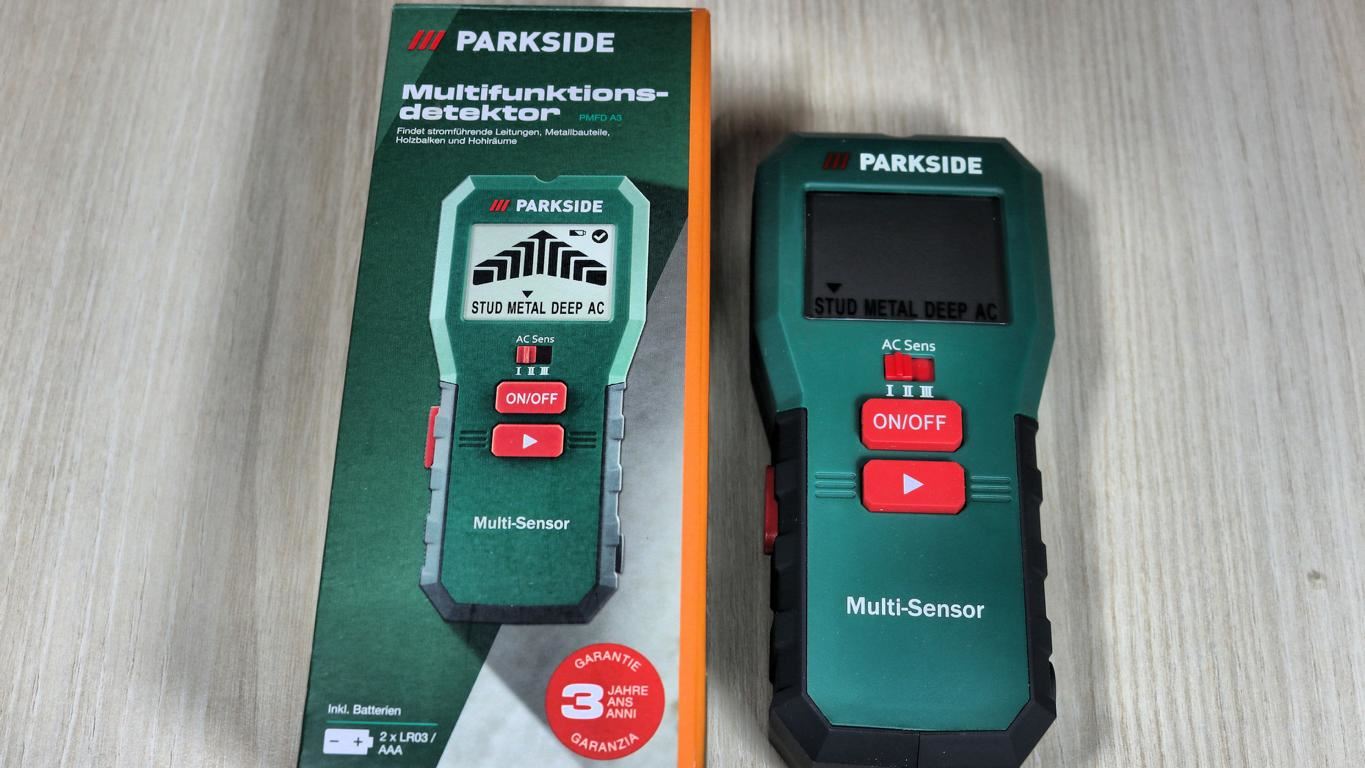 PARKSIDE
Multifunktions-
detektor PMFD A3
Findet stromführende Leitungen, Metallbauteile,
Holzbalken und Hohlräume
PARKSIDE
STUD METAL DEEP AC
AC Sens
I II III
ON/OFF
Multi-Sensor
GARANTIE
3 JAHRE
ANS
ANNI
GARANZIA
Inkl. Batterien
2 x LR03 /
AAA
PARKSIDE
STUD METAL DEEP AC
AC Sens
I II III
ON/OFF
Multi-Sensor